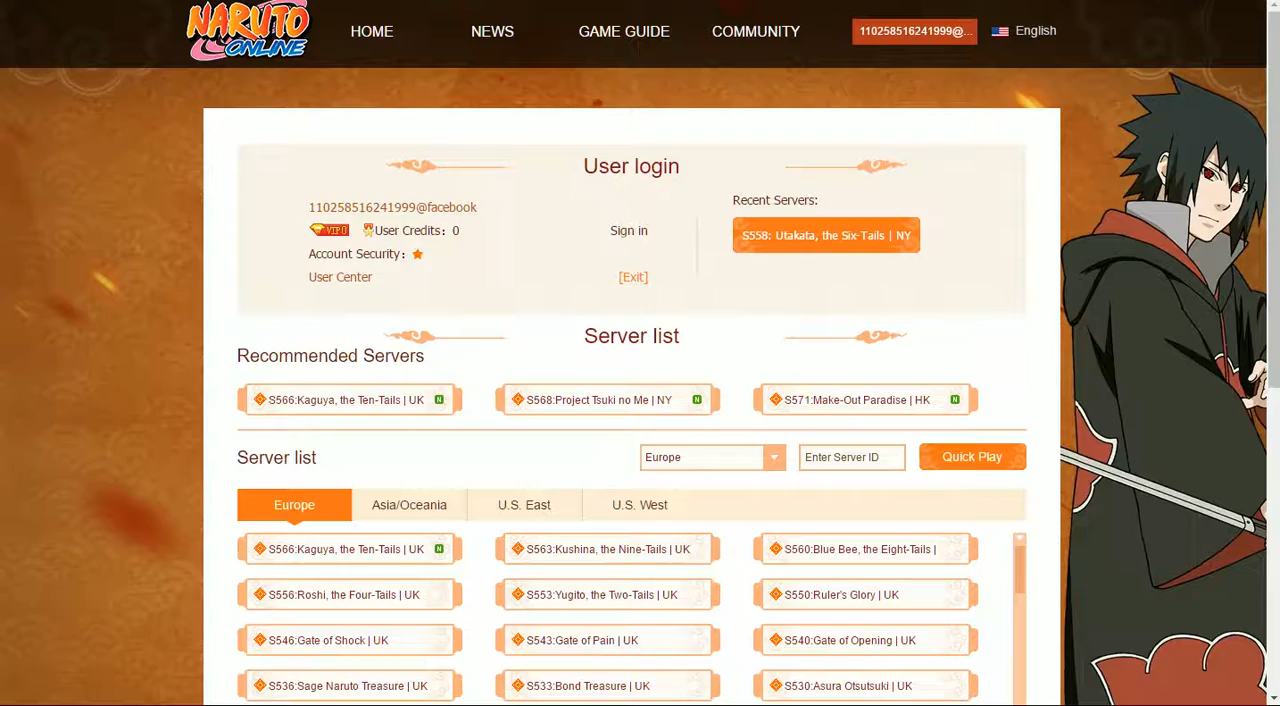 NARUTO
ONLINE
HOME
NEWS
GAME GUIDE
COMMUNITY
110258516241999@...
English
User login
110258516241999@facebook
VIP0
User Credits: 0
Account Security:
User Center
Sign in
[Exit]
Recent Servers:
S558: Utakata, the Six-Tails | NY
Server list
Recommended Servers
S566:Kaguya, the Ten-Tails | UK N
S568:Project Tsuki no Me | NY N
S571:Make-Out Paradise | HK N
Server list
Europe
Enter Server ID
Quick Play
Europe
Asia/Oceania
U.S. East
U.S. West
S566:Kaguya, the Ten-Tails | UK N
S563:Kushina, the Nine-Tails | UK
S560:Blue Bee, the Eight-Tails |
S556:Roshi, the Four-Tails | UK
S553:Yugito, the Two-Tails | UK
S550:Ruler's Glory | UK
S546:Gate of Shock | UK
S543:Gate of Pain | UK
S540:Gate of Opening | UK
S536:Sage Naruto Treasure | UK
S533:Bond Treasure | UK
S530:Asura Otsutsuki | UK